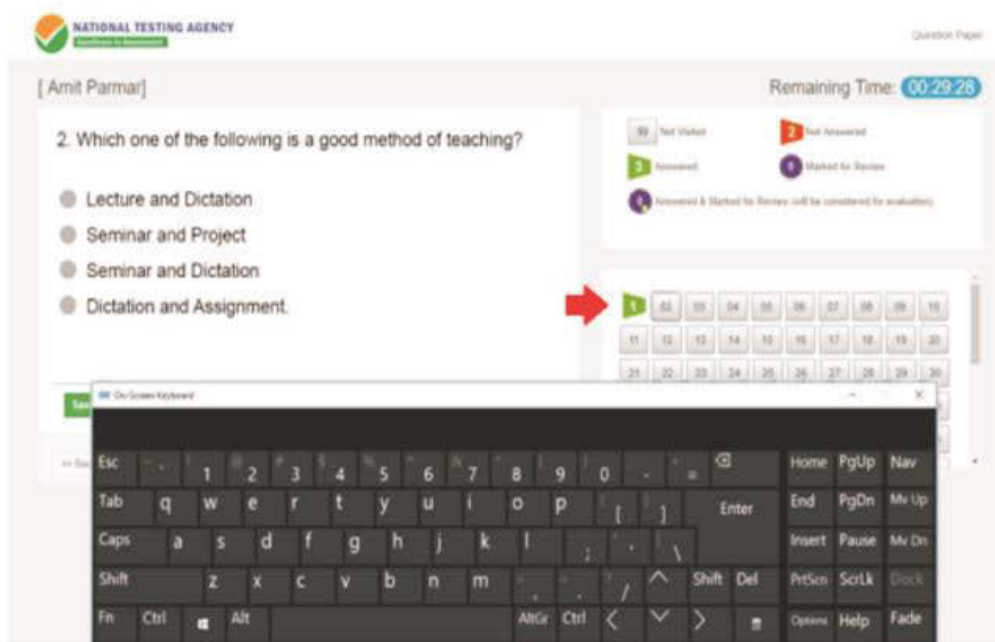 NATIONAL TESTING AGENCY
Excellence in Assessment
Question Paper
[ Amit Parmar]
Remaining Time: 00:29:28
2. Which one of the following is a good method of teaching?
Lecture and Dictation
Seminar and Project
Seminar and Dictation
Dictation and Assignment.
Not Visited
2 Not Answered
3 Answered
Marked for Review
Answered & Marked for Review (will be considered for evaluation)
1 02 03 04 05 06 07 08 09 10
11 12 13 14 15 16 17 18 19 20
21 22 23 24 25 26 27 28 29 30
On-Screen Keyboard
Esc 1 2 3 4 5 6 7 8 9 0 - = Home PgUp Nav
Tab q w e r t y u i o p [ ] Enter End PgDn Mv Up
Caps a s d f g h j k l ; ' \ Insert Pause Mv Dn
Shift z x c v b n m , . / Shift Del PrtScn ScrLk Dock
Fn Ctrl Alt AltGr Ctrl Options Help Fade